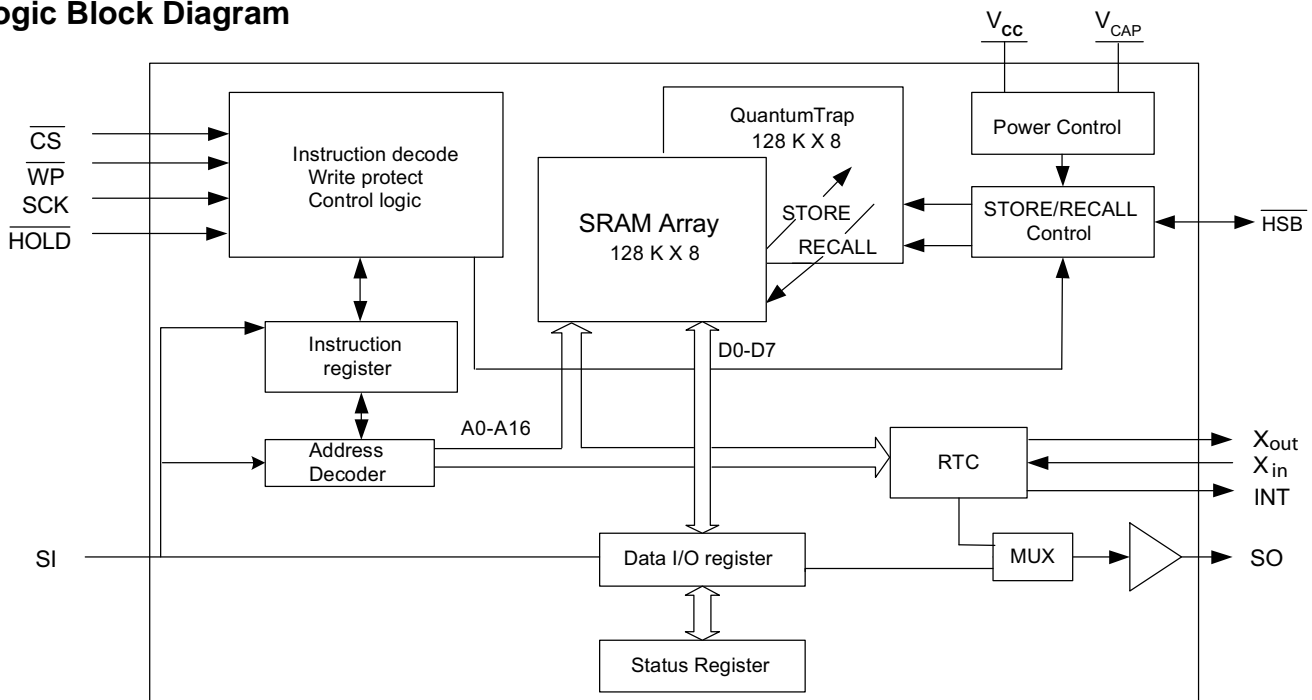 ogic Block Diagram
VCC
VCAP
CS
WP
SCK
HOLD
Instruction decode
Write protect
Control logic
QuantumTrap
128 K X 8
Power Control
SRAM Array
128 K X 8
STORE
RECALL
STORE/RECALL
Control
HSB
Instruction
register
D0-D7
A0-A16
Address
Decoder
RTC
Xout
Xin
INT
SI
Data I/O register
MUX
SO
Status Register